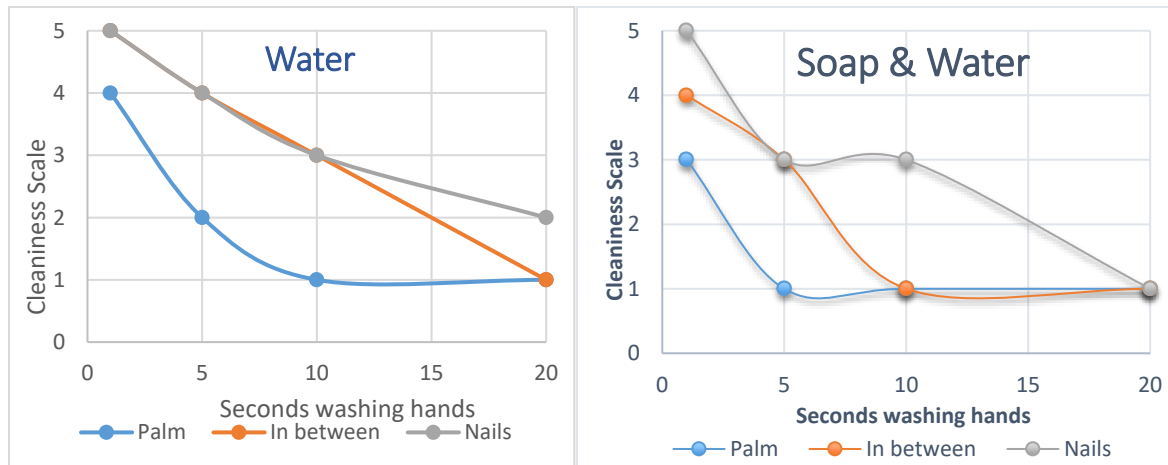 Water
5
4
3
2
1
0
Cleaniness Scale
0 5 10 15 20
Seconds washing hands
Palm In between Nails
Soap & Water
5
4
3
2
1
0
Cleaniness Scale
0 5 10 15 20
Seconds washing hands
Palm In between Nails